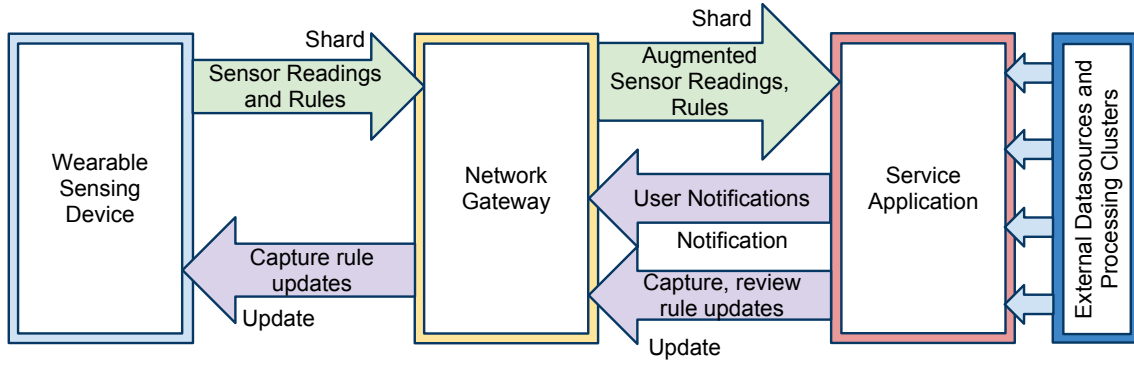 Shard
Sensor Readings
and Rules
Wearable
Sensing
Device
Capture rule
updates
Update
Network
Gateway
Shard
Augmented
Sensor Readings,
Rules
User Notifications
Notification
Capture, review
rule updates
Update
Service
Application
External Datasources and
Processing Clusters